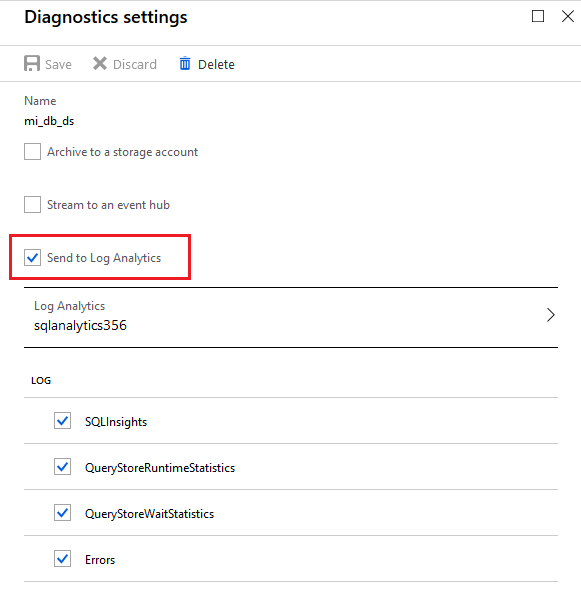 Diagnostics settings
Save Discard Delete
Name
mi_db_ds
Archive to a storage account
Stream to an event hub
Send to Log Analytics
Log Analytics
sqlanalytics356
LOG
SQLInsights
QueryStoreRuntimeStatistics
QueryStoreWaitStatistics
Errors